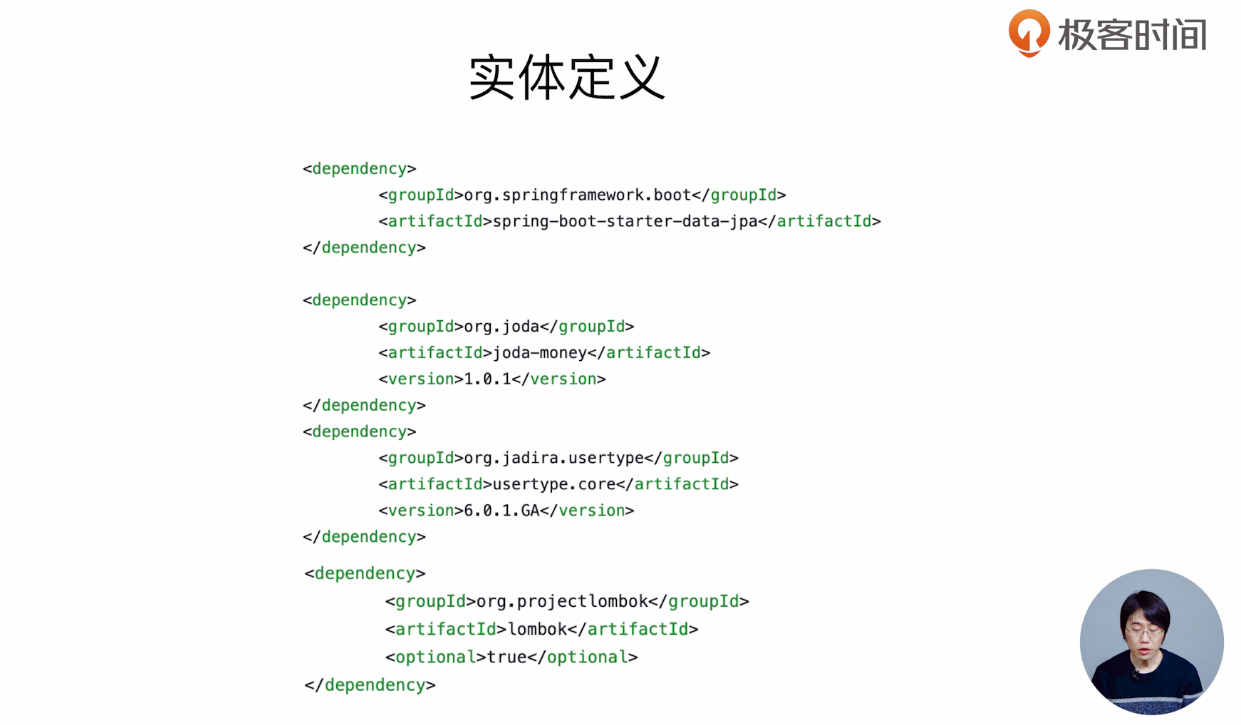 极客时间
实体定义
<dependency>
<groupId>org.springframework.boot</groupId>
<artifactId>spring-boot-starter-data-jpa</artifactId>
</dependency>
<dependency>
<groupId>org.joda</groupId>
<artifactId>joda-money</artifactId>
<version>1.0.1</version>
</dependency>
<dependency>
<groupId>org.jadira.usertype</groupId>
<artifactId>usertype.core</artifactId>
<version>6.0.1.GA</version>
</dependency>
<dependency>
<groupId>org.projectlombok</groupId>
<artifactId>lombok</artifactId>
<optional>true</optional>
</dependency>